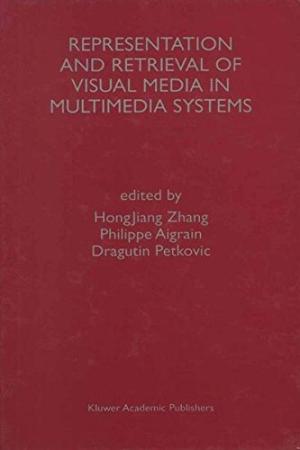 REPRESENTATION
AND RETRIEVAL OF
VISUAL MEDIA IN
MULTIMEDIA SYSTEMS
edited by
HongJiang Zhang
Philippe Aigrain
Dragutin Petkovic
Kluwer Academic Publishers